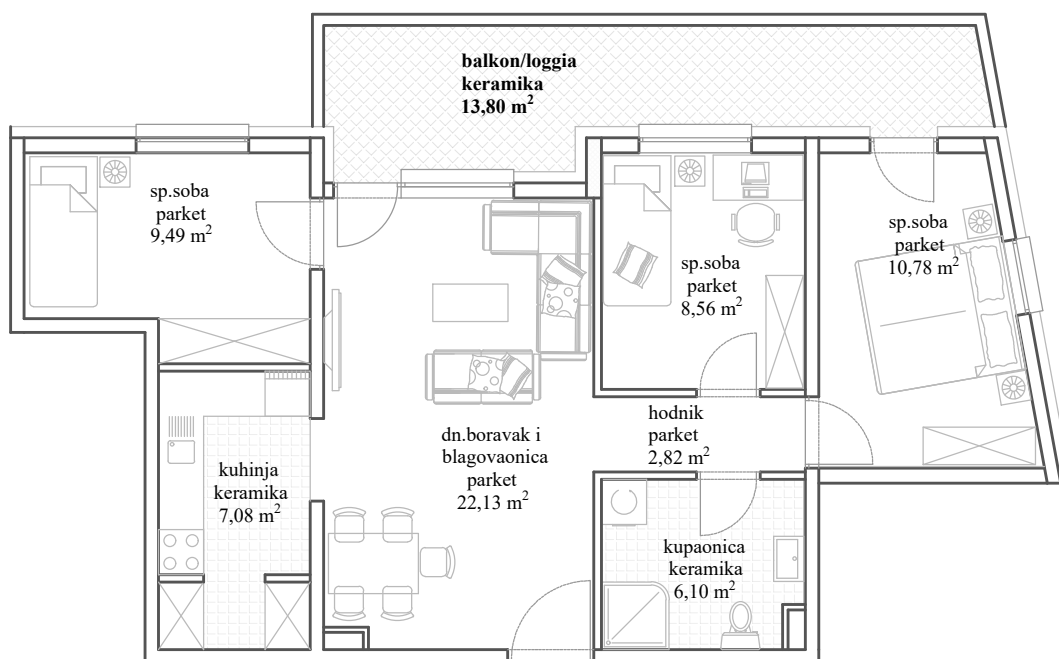 balkon/loggia
keramika
13,80 m²
sp.soba
parket
9,49 m²
sp.soba
parket
8,56 m²
sp.soba
parket
10,78 m²
hodnik
parket
2,82 m²
dn.boravak i
blagovaonica
parket
22,13 m²
kuhinja
keramika
7,08 m²
kupaonica
keramika
6,10 m²